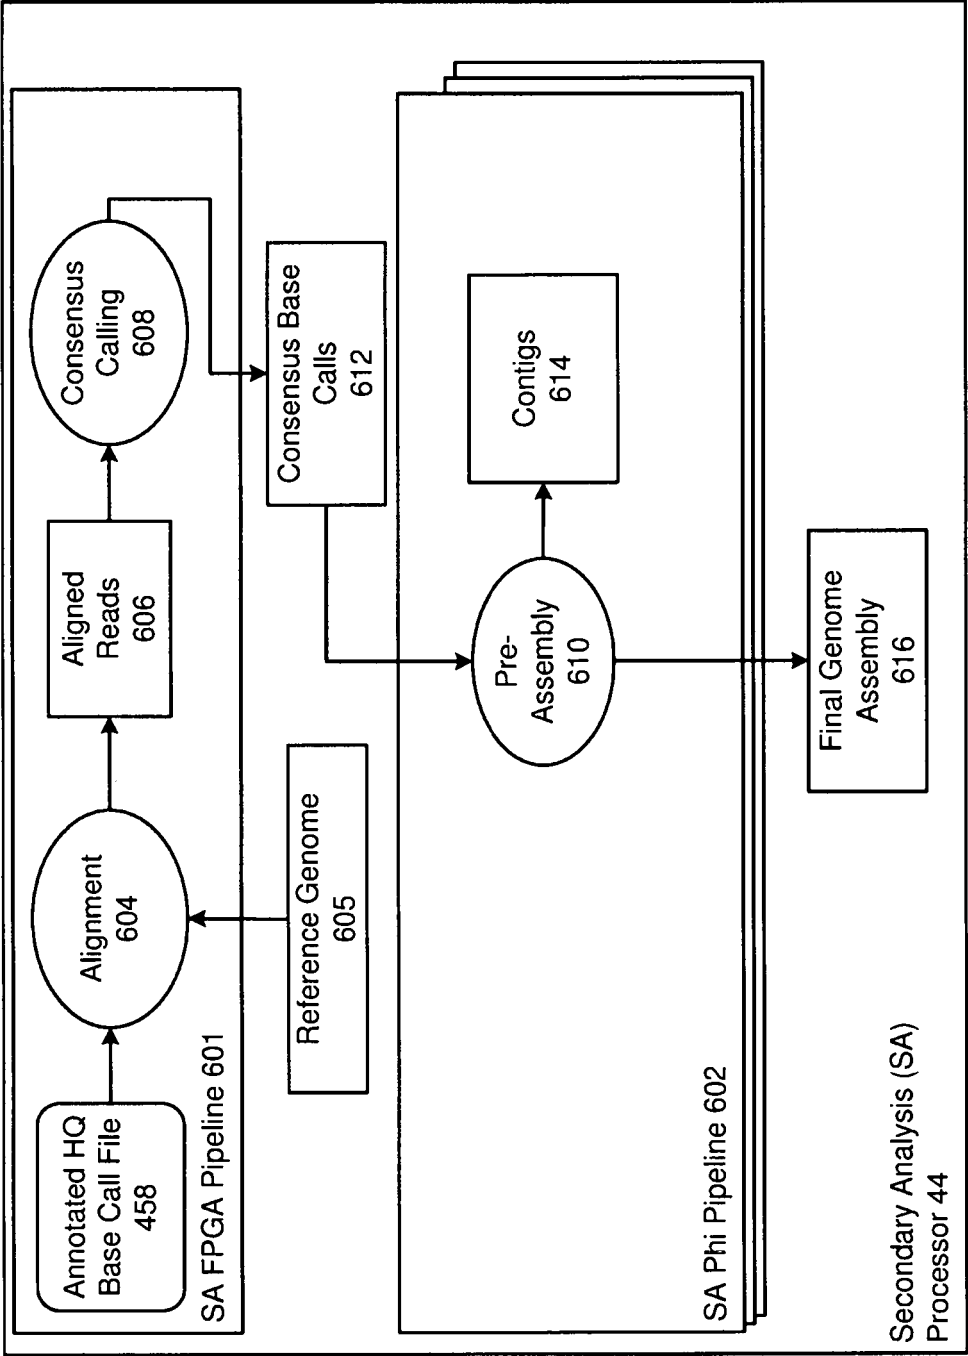 Annotated HQ
Base Call File
458
Alignment
604
Aligned
Reads
606
Consensus
Calling
608
SA FPGA Pipeline 601
Reference Genome
605
Consensus Base
Calls
612
Pre-
Assembly
610
Contigs
614
SA Phi Pipeline 602
Final Genome
Assembly
616
Secondary Analysis (SA)
Processor 44